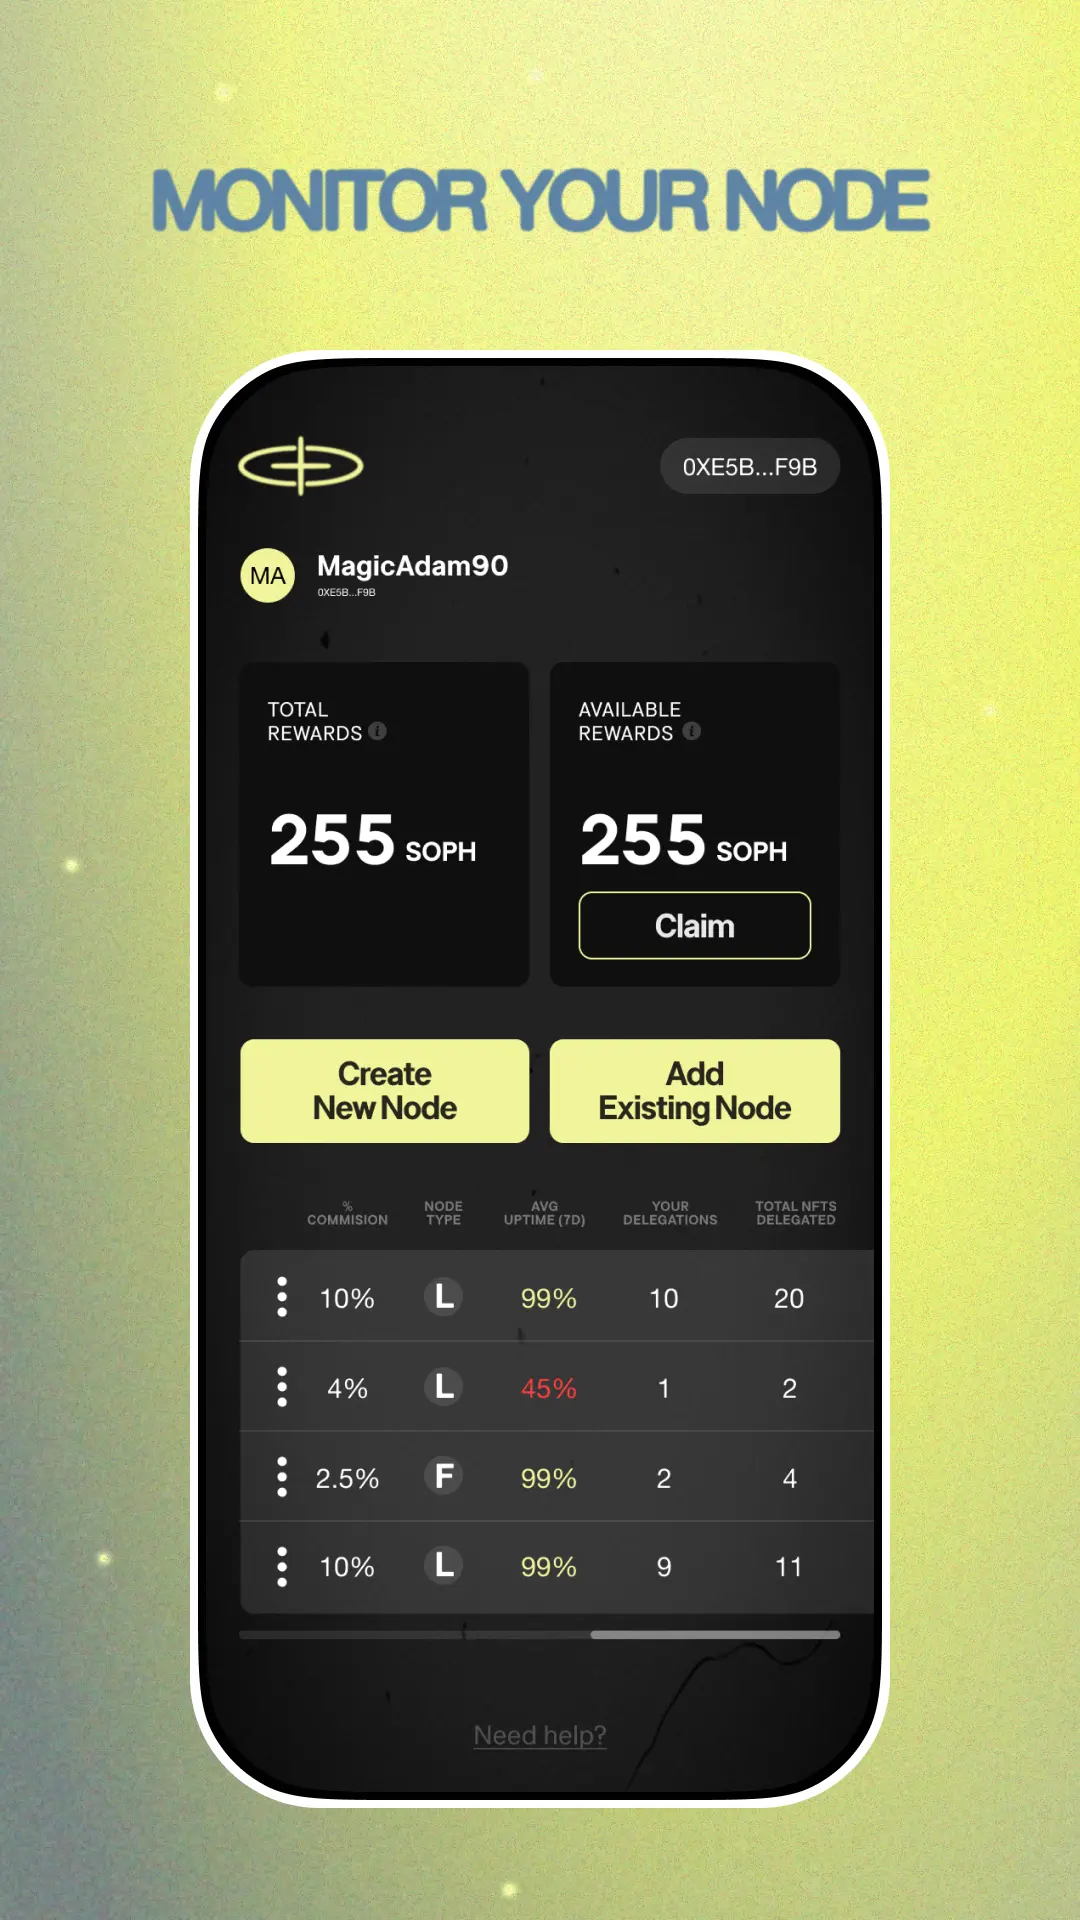 MONITOR YOUR NODE
0XE5B...F9B
MA
MagicAdam90
0XE5B...F9B
TOTAL
REWARDS i
AVAILABLE
REWARDS i
255 SOPH
255 SOPH
Claim
Create
New Node
Add
Existing Node
%
COMMISION
NODE
TYPE
AVG
UPTIME (7D)
YOUR
DELEGATIONS
TOTAL NFTS
DELEGATED
10% L 99% 10 20
4% L 45% 1 2
2.5% F 99% 2 4
10% L 99% 9 11
Need help?